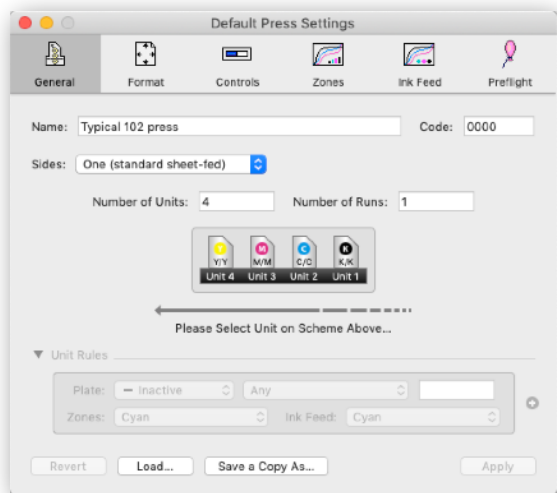 Default Press Settings
General Format Controls Zones Ink Feed Preflight
Name: Typical 102 press Code: 0000
Sides: One (standard sheet-fed)
Number of Units: 4 Number of Runs: 1
Y M C K
Y/Y M/M C/C K/K
Unit 4 Unit 3 Unit 2 Unit 1
Please Select Unit on Scheme Above...
Unit Rules
Plate: Inactive Any
Zones: Cyan Ink Feed: Cyan
Revert Load... Save a Copy As... Apply